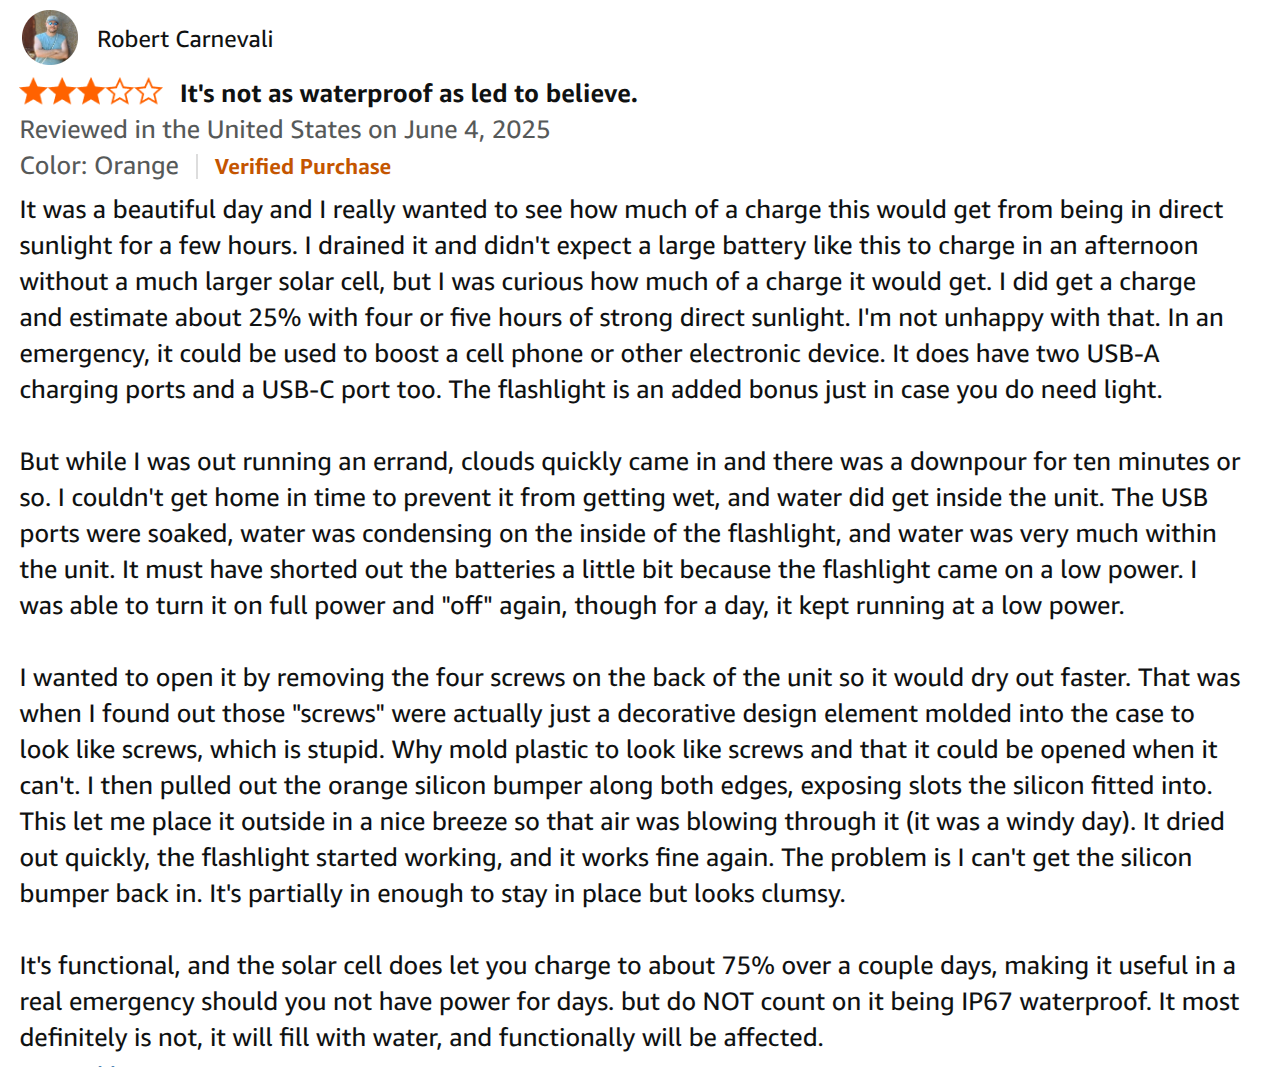 Robert Carnevali
It's not as waterproof as led to believe.
Reviewed in the United States on June 4, 2025
Color: Orange | Verified Purchase
It was a beautiful day and I really wanted to see how much of a charge this would get from being in direct
sunlight for a few hours. I drained it and didn't expect a large battery like this to charge in an afternoon
without a much larger solar cell, but I was curious how much of a charge it would get. I did get a charge
and estimate about 25% with four or five hours of strong direct sunlight. I'm not unhappy with that. In an
emergency, it could be used to boost a cell phone or other electronic device. It does have two USB-A
charging ports and a USB-C port too. The flashlight is an added bonus just in case you do need light.
But while I was out running an errand, clouds quickly came in and there was a downpour for ten minutes or
so. I couldn't get home in time to prevent it from getting wet, and water did get inside the unit. The USB
ports were soaked, water was condensing on the inside of the flashlight, and water was very much within
the unit. It must have shorted out the batteries a little bit because the flashlight came on a low power. I
was able to turn it on full power and "off" again, though for a day, it kept running at a low power.
I wanted to open it by removing the four screws on the back of the unit so it would dry out faster. That was
when I found out those "screws" were actually just a decorative design element molded into the case to
look like screws, which is stupid. Why mold plastic to look like screws and that it could be opened when it
can't. I then pulled out the orange silicon bumper along both edges, exposing slots the silicon fitted into.
This let me place it outside in a nice breeze so that air was blowing through it (it was a windy day). It dried
out quickly, the flashlight started working, and it works fine again. The problem is I can't get the silicon
bumper back in. It's partially in enough to stay in place but looks clumsy.
It's functional, and the solar cell does let you charge to about 75% over a couple days, making it useful in a
real emergency should you not have power for days. but do NOT count on it being IP67 waterproof. It most
definitely is not, it will fill with water, and functionally will be affected.